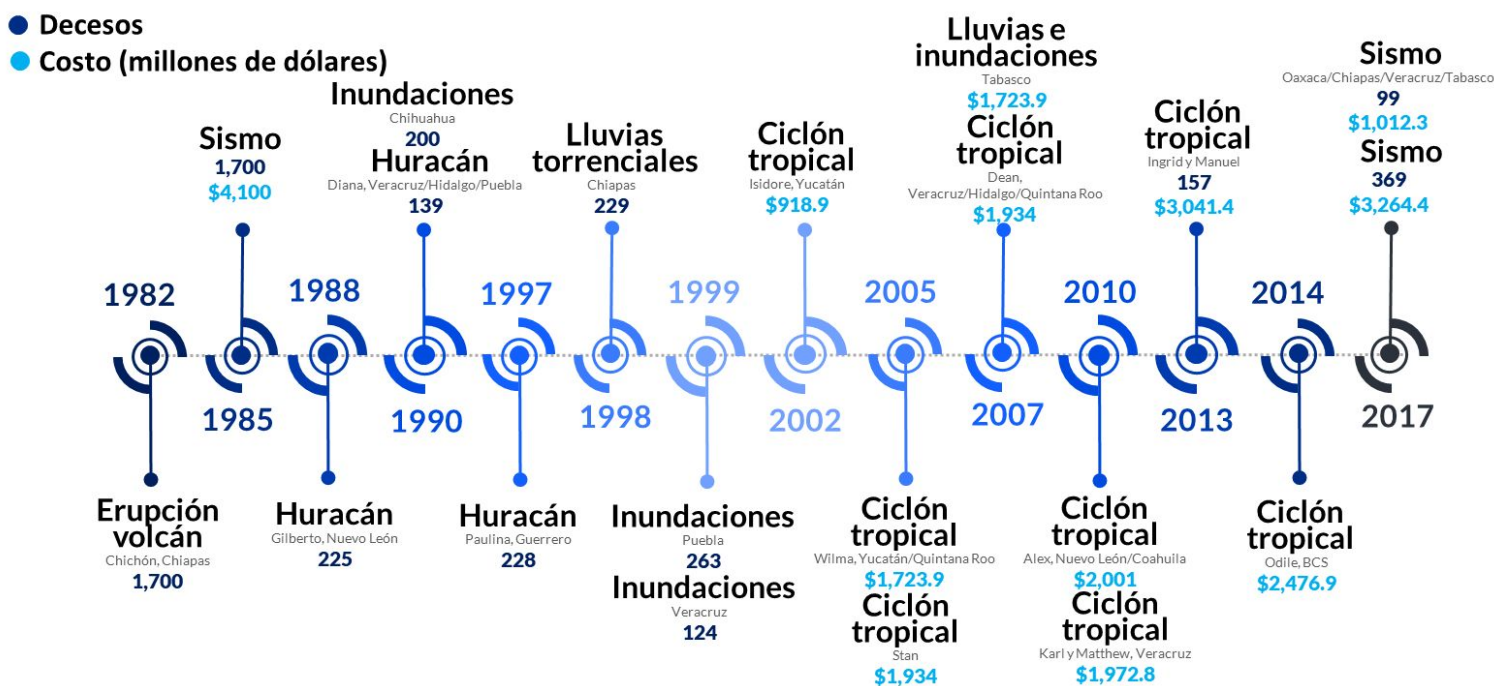 Decesos
Costo (millones de dólares)
1982
Erupción
volcán
Chichón, Chiapas
1,700
Sismo
1,700
$4,100
1985
1988
Huracán
Gilberto, Nuevo León
225
Inundaciones
Chihuahua
200
Huracán
Diana, Veracruz/Hidalgo/Puebla
139
1990
1997
Huracán
Paulina, Guerrero
228
Lluvias
torrenciales
Chiapas
229
1998
1999
Inundaciones
Puebla
263
Inundaciones
Veracruz
124
Ciclón
tropical
Isidore, Yucatán
$918.9
2002
2005
Ciclón
tropical
Wilma, Yucatán/Quintana Roo
$1,723.9
Ciclón
tropical
Stan
$1,934
Lluvias e
inundaciones
Tabasco
$1,723.9
Ciclón
tropical
Dean,
Veracruz/Hidalgo/Quintana Roo
$1,934
2007
2010
Ciclón
tropical
Alex, Nuevo León/Coahuila
$2,001
Ciclón
tropical
Karl y Matthew, Veracruz
$1,972.8
Ciclón
tropical
Ingrid y Manuel
157
$3,041.4
2013
2014
Ciclón
tropical
Odile, BCS
$2,476.9
Sismo
Oaxaca/Chiapas/Veracruz/Tabasco
99
$1,012.3
Sismo
369
$3,264.4
2017